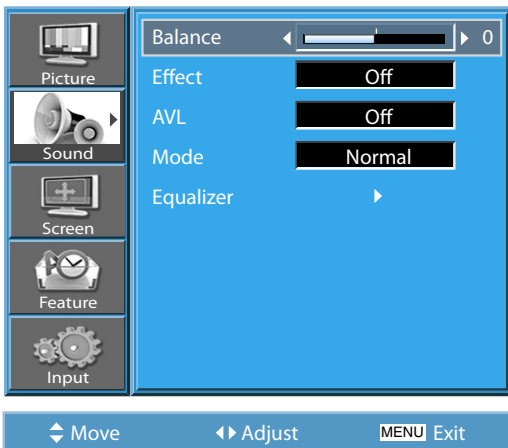 Picture
Sound
Screen
Feature
Input
Balance 0
Effect Off
AVL Off
Mode Normal
Equalizer
Move Adjust MENU Exit